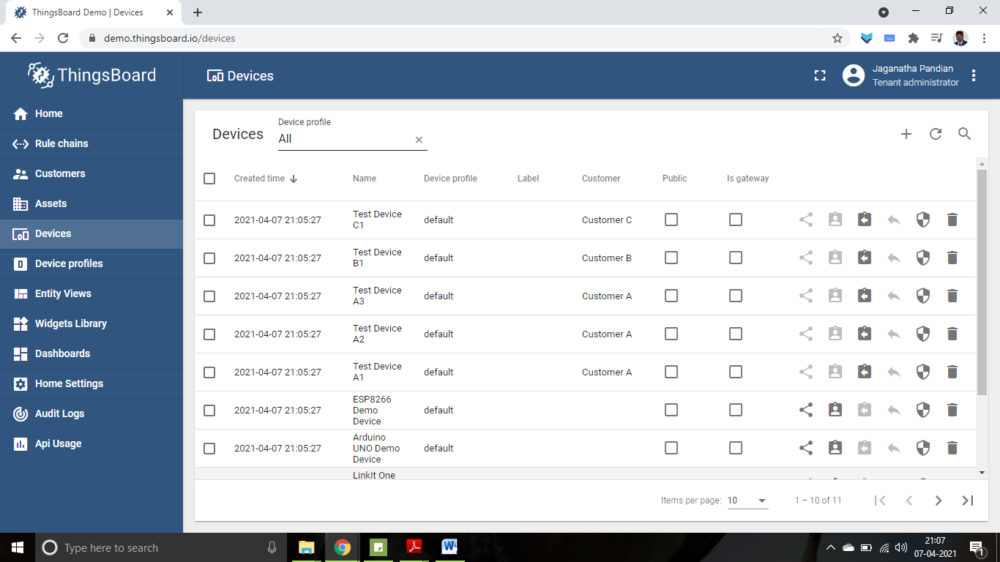 ThingsBoard Demo | Devices
demo.thingsboard.io/devices
ThingsBoard
Devices
Jaganatha Pandian
Tenant administrator
Home
Rule chains
Customers
Assets
Devices
Device profiles
Entity Views
Widgets Library
Dashboards
Home Settings
Audit Logs
Api Usage
Devices
Device profile
All
Created time Name Device profile Label Customer Public Is gateway
2021-04-07 21:05:27 Test Device C1 default Customer C
2021-04-07 21:05:27 Test Device B1 default Customer B
2021-04-07 21:05:27 Test Device A3 default Customer A
2021-04-07 21:05:27 Test Device A2 default Customer A
2021-04-07 21:05:27 Test Device A1 default Customer A
2021-04-07 21:05:27 ESP8266 Demo Device default
2021-04-07 21:05:27 Arduino UNO Demo Device default
LinkIt One
Items per page: 10 1 – 10 of 11
Type here to search
21:07
07-04-2021
1